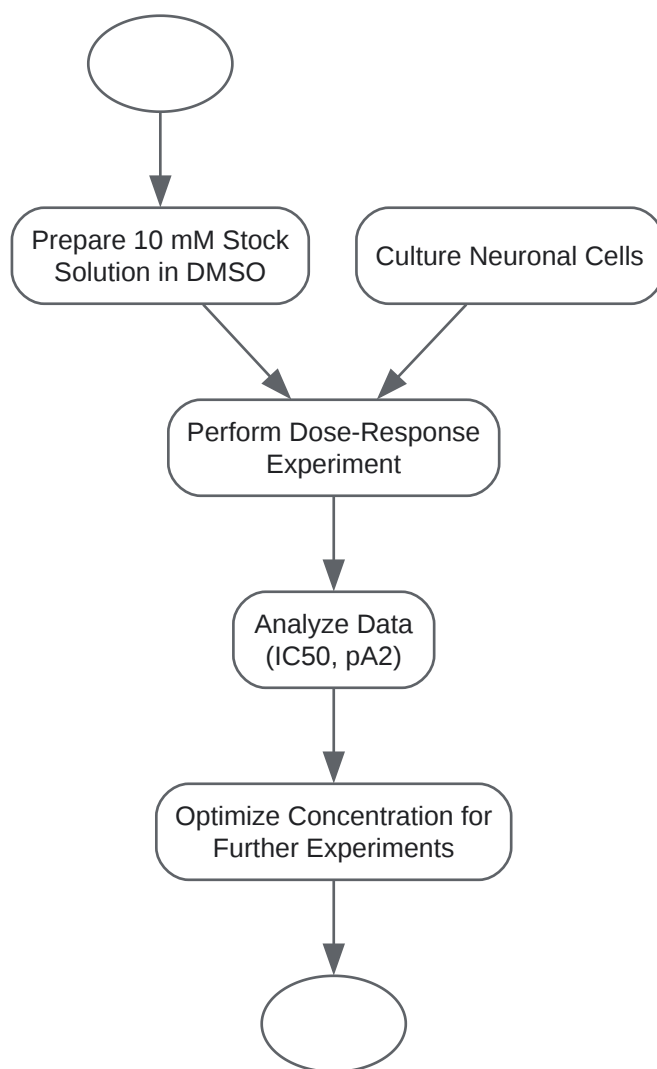 Prepare 10 mM Stock
Solution in DMSO
Culture Neuronal Cells
Perform Dose-Response
Experiment
Analyze Data
(IC50, pA2)
Optimize Concentration for
Further Experiments